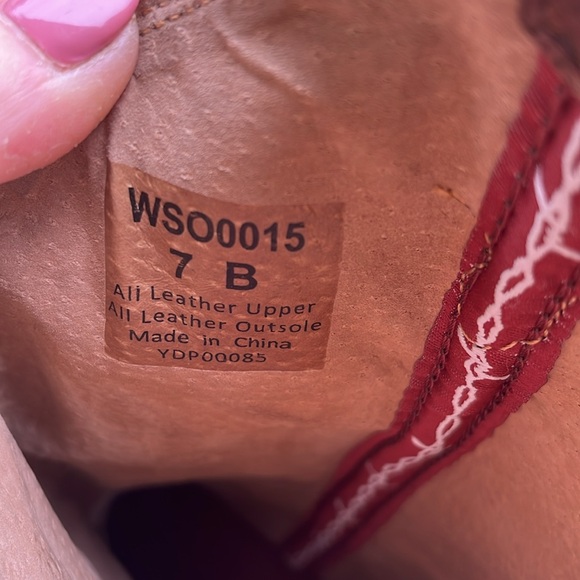 WSO0015
7 B
All Leather Upper
All Leather Outsole
Made in China
YDP00085